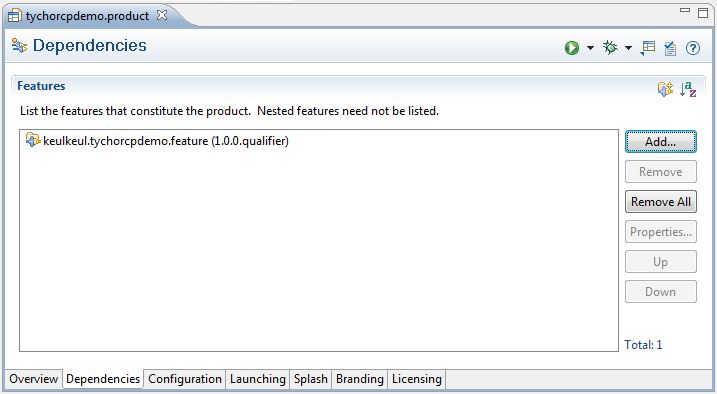 tychorcpdemo.product
Dependencies
Features
List the features that constitute the product. Nested features need not be listed.
keulkeul.tychorcpdemo.feature (1.0.0.qualifier)
Add...
Remove
Remove All
Properties...
Up
Down
Total: 1
Overview Dependencies Configuration Launching Splash Branding Licensing